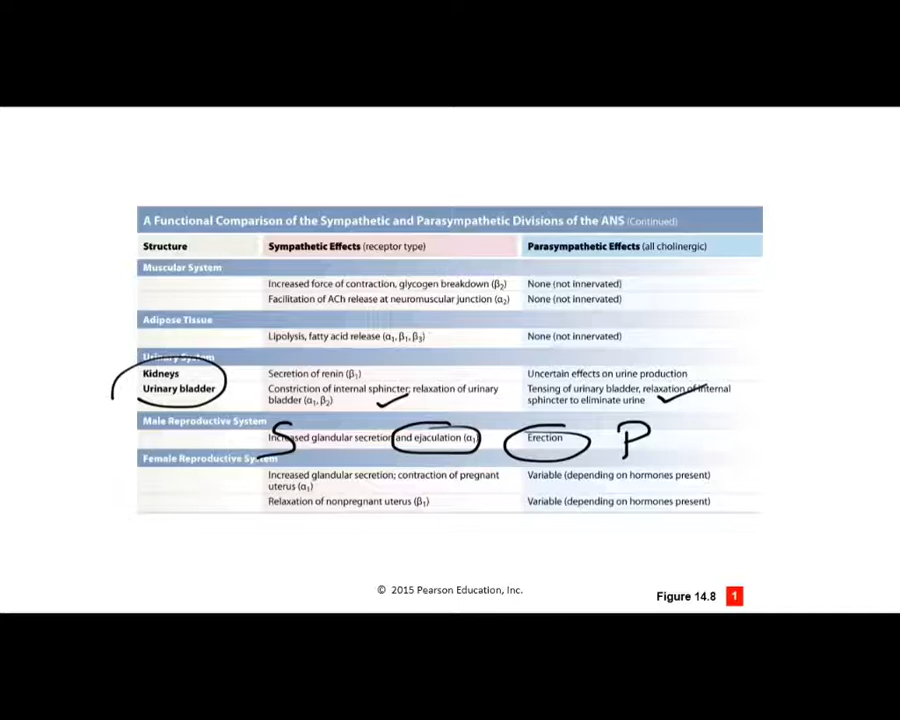 A Functional Comparison of the Sympathetic and Parasympathetic Divisions of the ANS (Continued)
Structure Sympathetic Effects (receptor type) Parasympathetic Effects (all cholinergic)
Muscular System
Increased force of contraction, glycogen breakdown (β2) None (not innervated)
Facilitation of ACh release at neuromuscular junction (α2) None (not innervated)
Adipose Tissue
Lipolysis, fatty acid release (α1, β1, β3) None (not innervated)
Urinary System
Kidneys Secretion of renin (β1) Uncertain effects on urine production
Urinary bladder Constriction of internal sphincter; relaxation of urinary Tensing of urinary bladder, relaxation of internal
bladder (α1, β2) sphincter to eliminate urine
Male Reproductive System
S Increased glandular secretion and ejaculation (α1) Erection P
Female Reproductive System
Increased glandular secretion; contraction of pregnant Variable (depending on hormones present)
uterus (α1)
Relaxation of nonpregnant uterus (β1) Variable (depending on hormones present)
© 2015 Pearson Education, Inc.
Figure 14.8 1